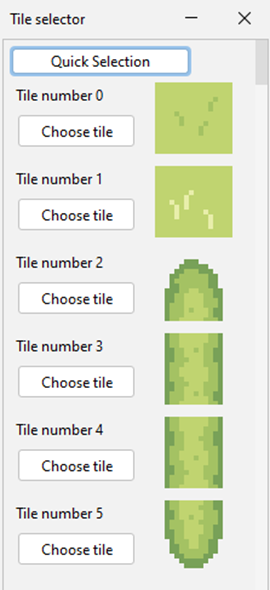 Tile selector
Quick Selection
Tile number 0
Choose tile
Tile number 1
Choose tile
Tile number 2
Choose tile
Tile number 3
Choose tile
Tile number 4
Choose tile
Tile number 5
Choose tile